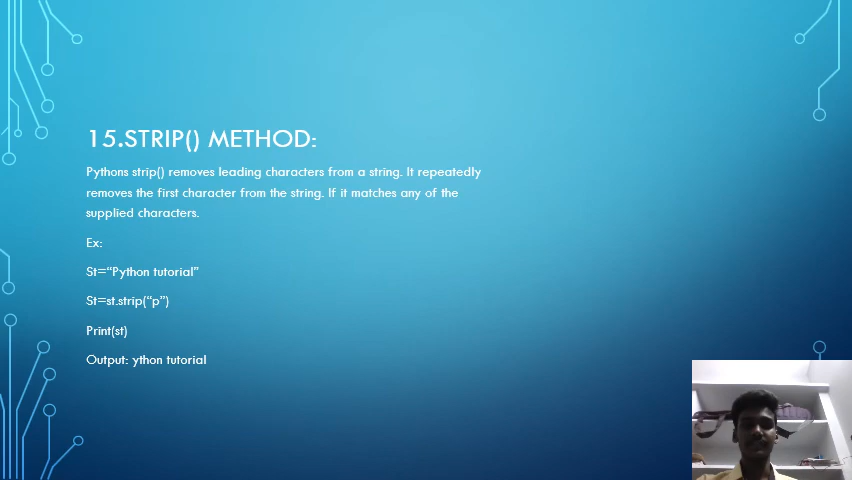 15.STRIP() METHOD:
Pythons strip() removes leading characters from a string. It repeatedly
removes the first character from the string. If it matches any of the
supplied characters.
Ex:
St=“Python tutorial”
St=st.strip(“p”)
Print(st)
Output: ython tutorial